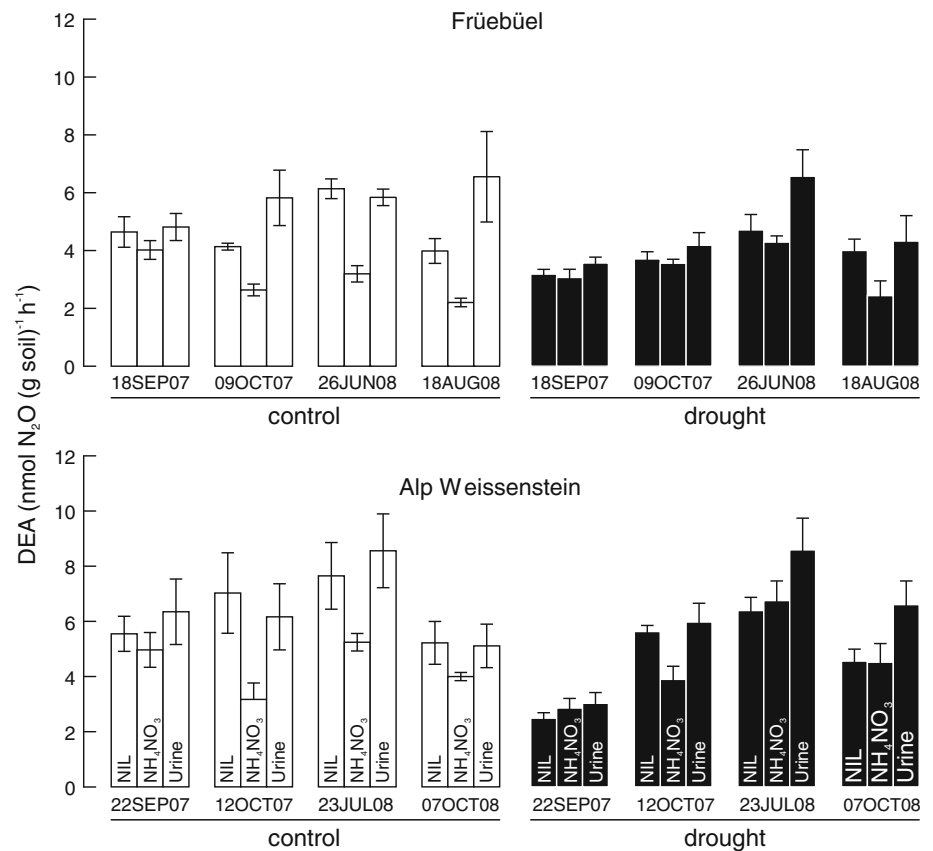 Früebüel
12
10
8
6
4
2
0
18SEP07 09OCT07 26JUN08 18AUG08 18SEP07 09OCT07 26JUN08 18AUG08
control drought
DEA (nmol N₂O (g soil)⁻¹ h⁻¹)
Alp Weissenstein
12
10
8
6
4
2
0
NIL NH₄NO₃ Urine NIL NH₄NO₃ Urine NIL NH₄NO₃ Urine NIL NH₄NO₃ Urine NIL NH₄NO₃ Urine NIL NH₄NO₃ Urine NIL NH₄NO₃ Urine NIL NH₄NO₃ Urine
22SEP07 12OCT07 23JUL08 07OCT08 22SEP07 12OCT07 23JUL08 07OCT08
control drought